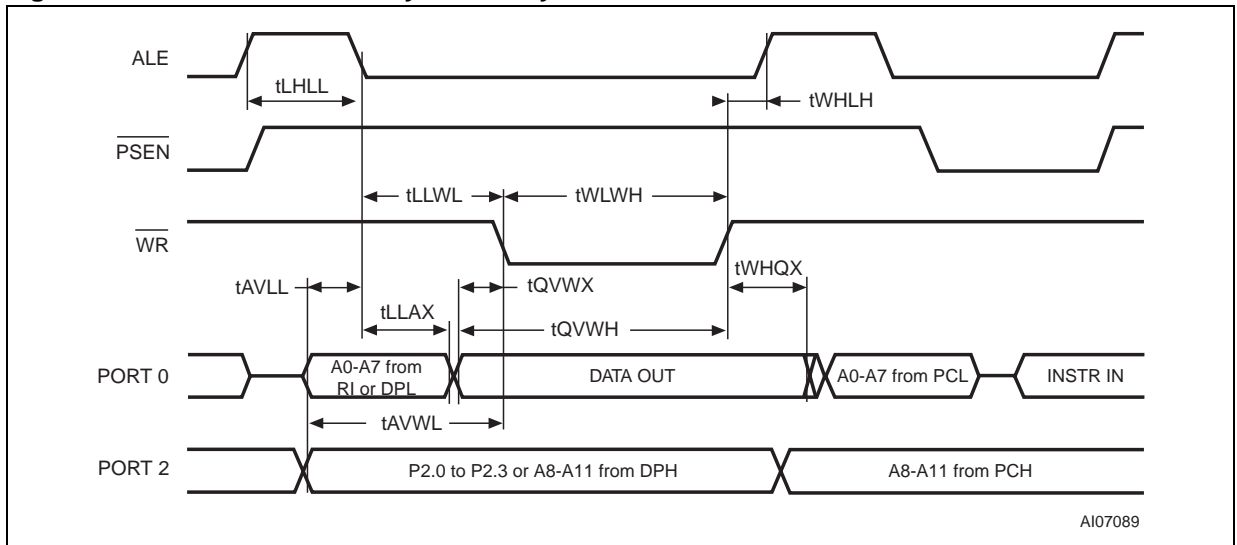 ALE
tLHLL
tWHLH
PSEN
tLLWL
tWLWH
WR
tWHQX
tAVLL
tQVWX
tLLAX
tQVWH
PORT 0
A0-A7 from
RI or DPL
DATA OUT
A0-A7 from PCL
INSTR IN
tAVWL
PORT 2
P2.0 to P2.3 or A8-A11 from DPH
A8-A11 from PCH
AI07089